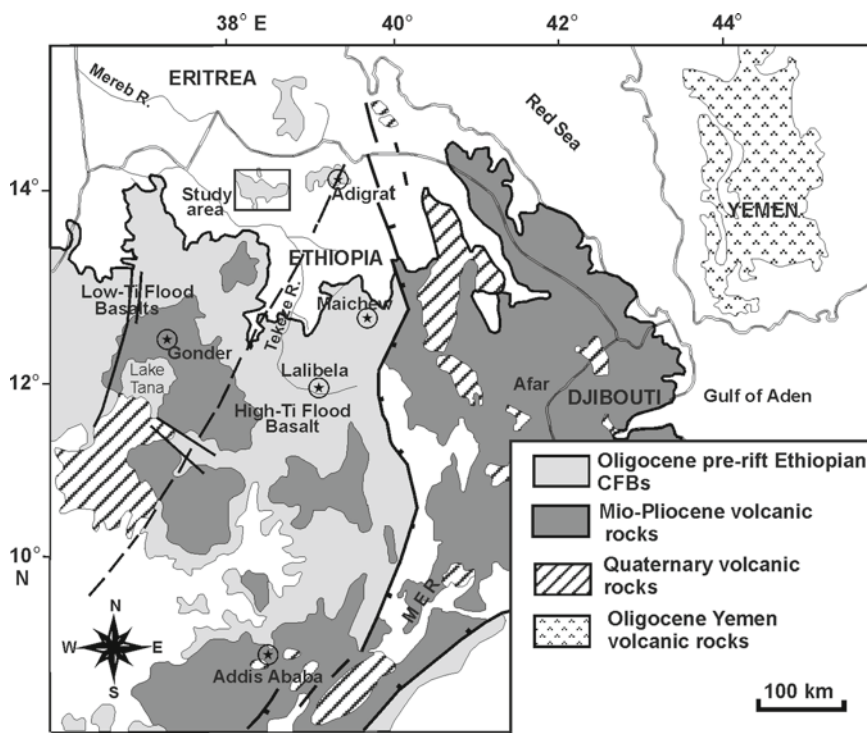 38° E
40°
42°
44°
ERITREA
Mereb R.
Red Sea
14°
Study
area
Adigrat
YEMEN
ETHIOPIA
Low-Ti Flood
Basalts
Tekeze R.
Maichew
Gonder
Lake
Tana
Lalibela
12°
Afar
DJIBOUTI
Gulf of Aden
High-Ti Flood
Basalt
Oligocene pre-rift Ethiopian
CFBs
Mio-Pliocene volcanic
rocks
10°
N
Quaternary volcanic
rocks
MER
Oligocene Yemen
volcanic rocks
N
W
E
S
Addis Ababa
100 km